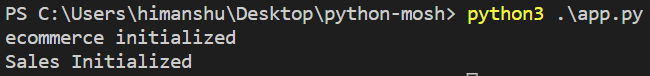 PS C:\Users\himanshu\Desktop\python-mosh> python3 .\app.py
ecommerce initialized
Sales Initialized